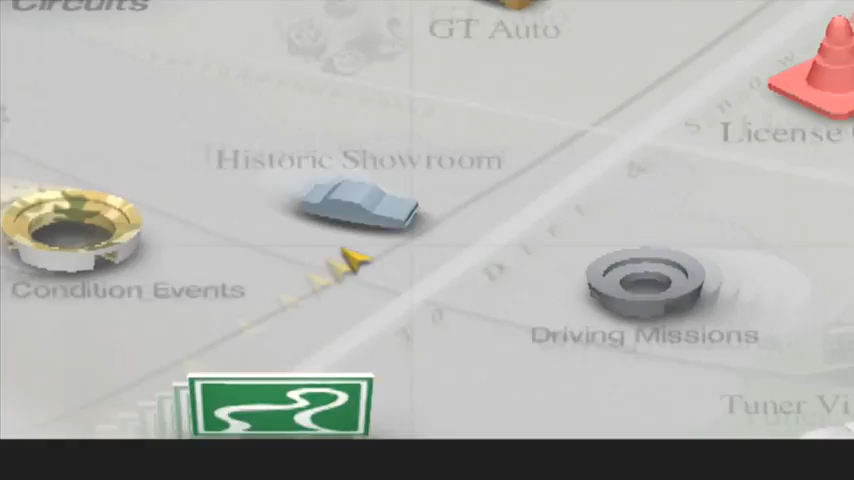 Circuits
GT Auto
License
Historic Showroom
Condition Events
Driving Missions
Tuner Vi